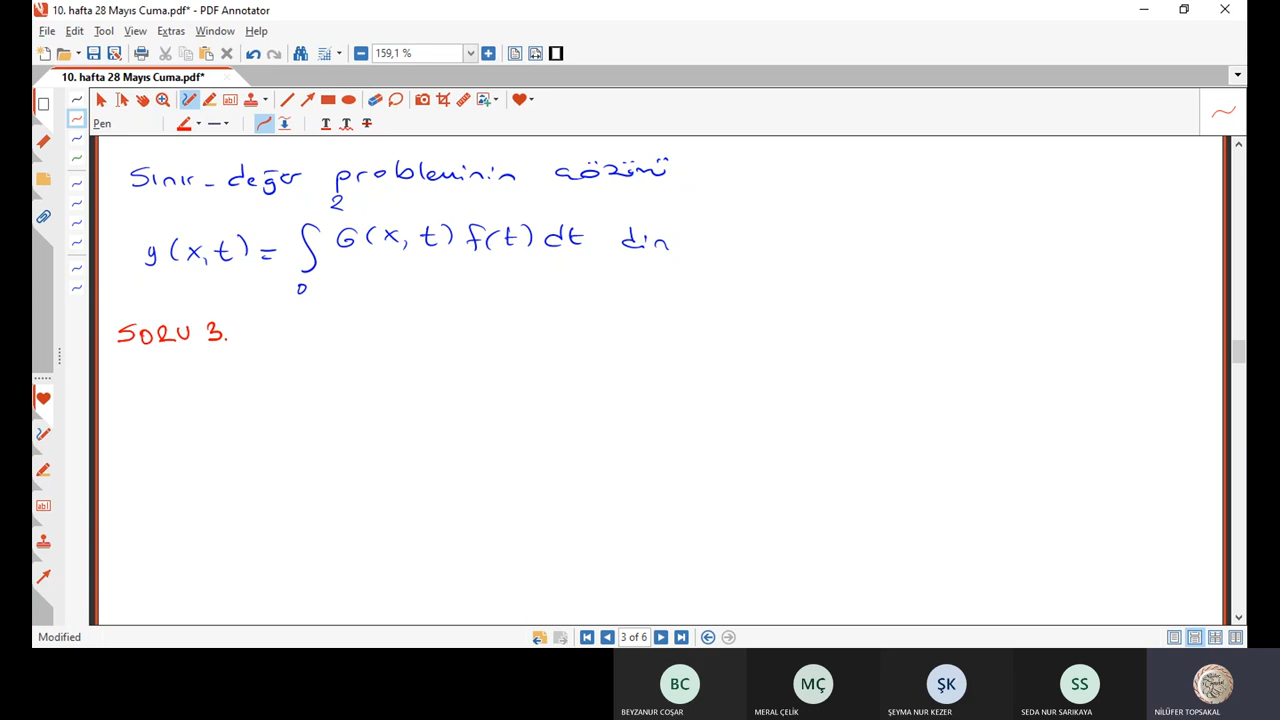 10. hafta 28 Mayıs Cuma.pdf* - PDF Annotator
File Edit Tool View Extras Window Help
159,1 %
10. hafta 28 Mayıs Cuma.pdf*
Pen
Sınır-değer probleminin çözümü
y(x,t) = ∫₀² G(x,t) f(t) dt dir
SORU 3.
Modified
3 of 6
BC MÇ ŞK SS
BEYZANUR COŞAR MERAL ÇELİK ŞEYMA NUR KEZER SEDA NUR SARIKAYA NİLÜFER TOPSAKAL